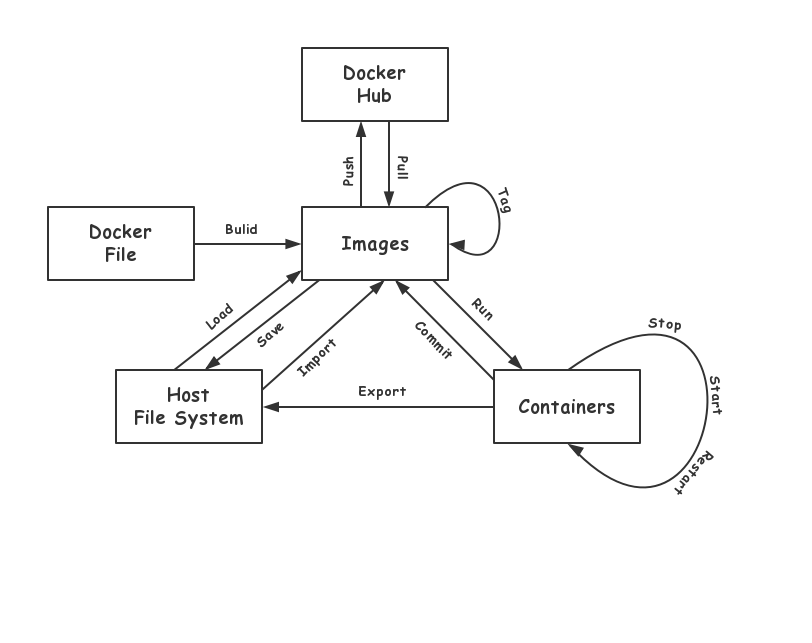 Docker
Hub
Push
Pull
Tag
Docker
File
Bulid
Images
Load
Save
Import
Commit
Run
Stop
Start
Restart
Host
File System
Export
Containers